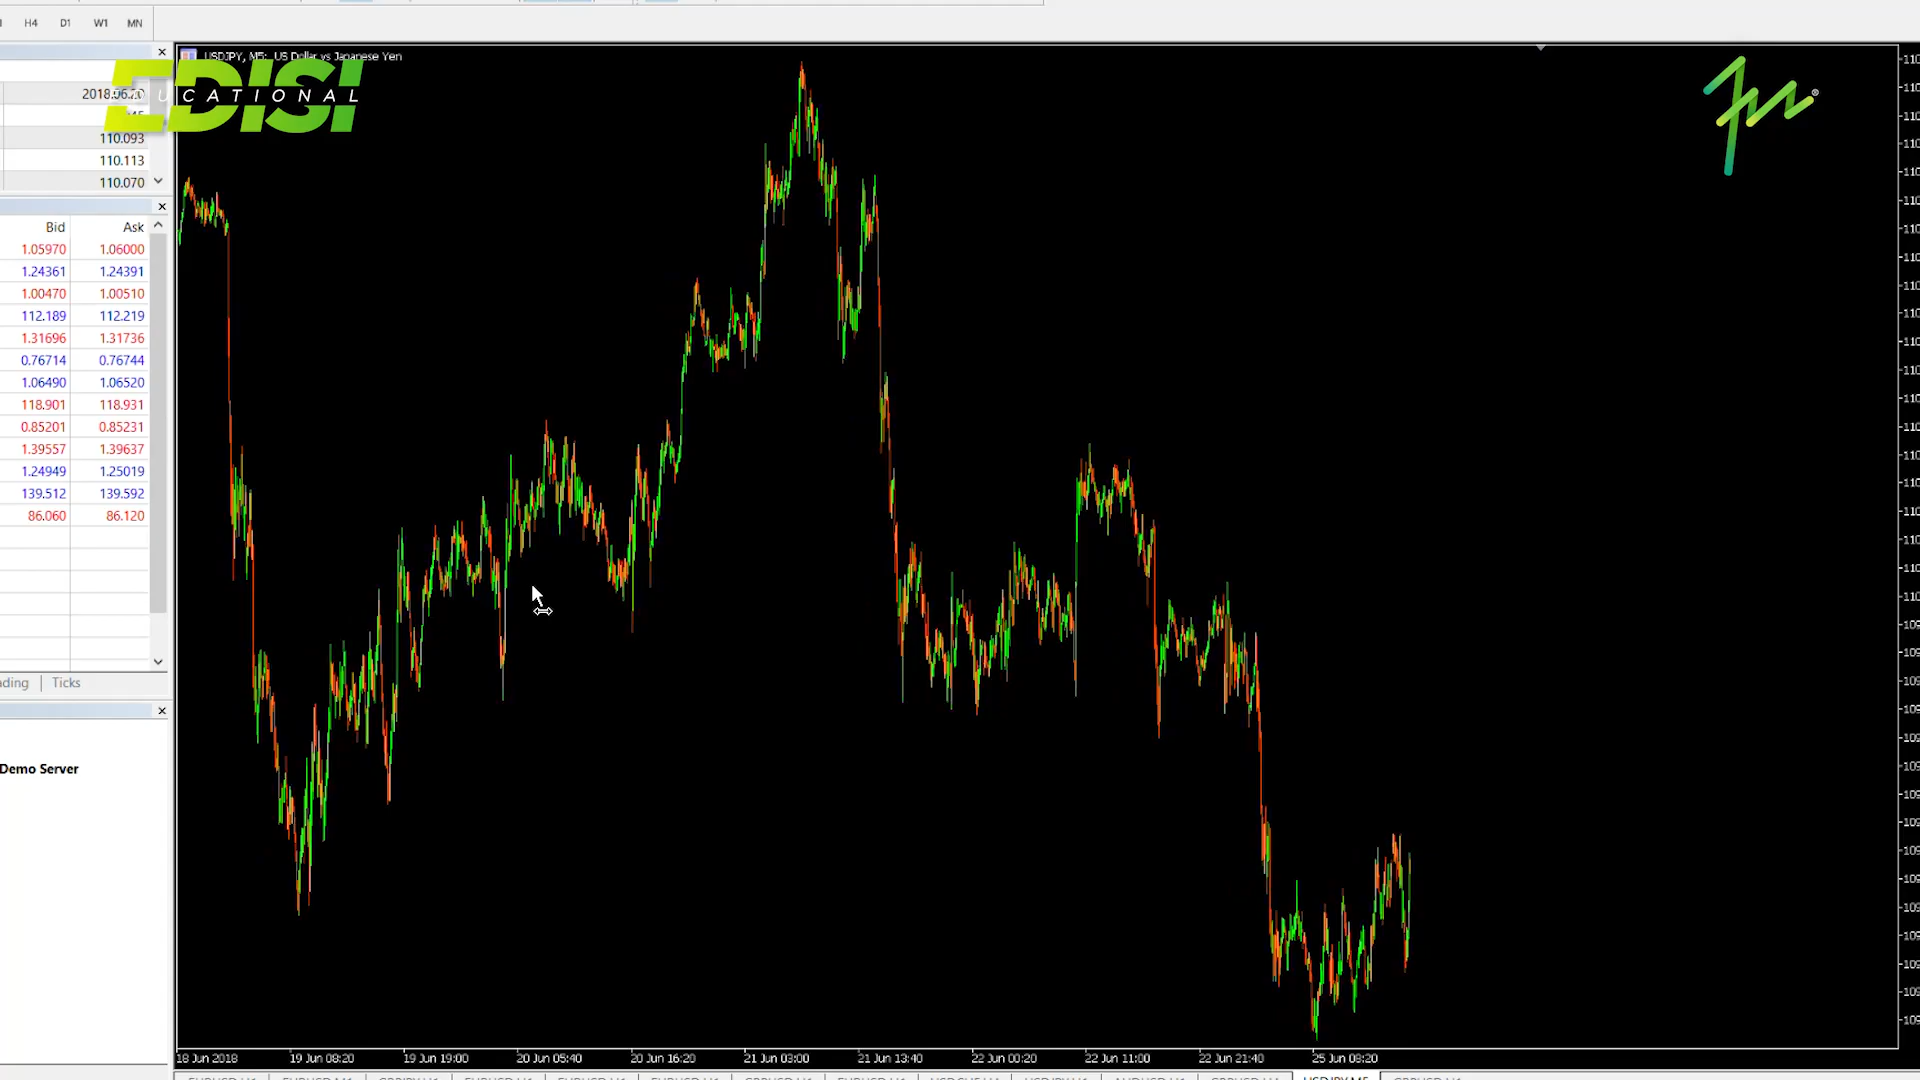 H4 D1 W1 MN
USDJPY, M5: US Dollar vs Japanese Yen
EDISI
UCATIONAL
2018.06.20
110.093
110.113
110.070
Bid Ask
1.05970 1.06000
1.24361 1.24391
1.00470 1.00510
112.189 112.219
1.31696 1.31736
0.76714 0.76744
1.06490 1.06520
118.901 118.931
0.85201 0.85231
1.39557 1.39637
1.24949 1.25019
139.512 139.592
86.060 86.120
ading Ticks
Demo Server
18 Jun 2018 19 Jun 08:20 19 Jun 19:00 20 Jun 05:40 20 Jun 16:20 21 Jun 03:00 21 Jun 13:40 22 Jun 00:20 22 Jun 11:00 22 Jun 21:40 25 Jun 08:20